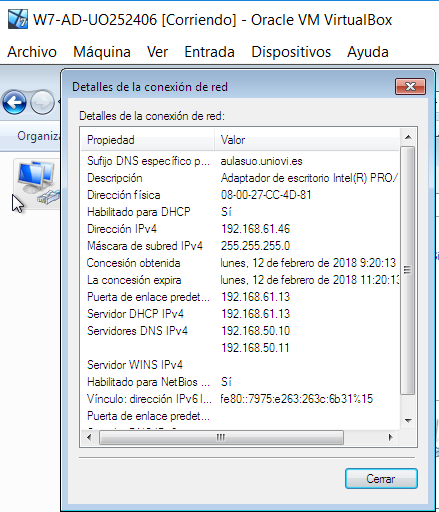 W7-AD-UO252406 [Corriendo] - Oracle VM VirtualBox
Archivo Máquina Ver Entrada Dispositivos Ayuda
Detalles de la conexión de red
Organiza
Detalles de la conexión de red:
Propiedad Valor
Sufijo DNS específico p... aulasuo.uniovi.es
Descripción Adaptador de escritorio Intel(R) PRO/
Dirección física 08-00-27-CC-4D-81
Habilitado para DHCP Sí
Dirección IPv4 192.168.61.46
Máscara de subred IPv4 255.255.255.0
Concesión obtenida lunes, 12 de febrero de 2018 9:20:13
La concesión expira lunes, 12 de febrero de 2018 11:20:13
Puerta de enlace predet... 192.168.61.13
Servidor DHCP IPv4 192.168.61.13
Servidores DNS IPv4 192.168.50.10
192.168.50.11
Servidor WINS IPv4
Habilitado para NetBios ... Sí
Vínculo: dirección IPv6 l... fe80::7975:e263:263c:6b31%15
Puerta de enlace predet...
Cerrar